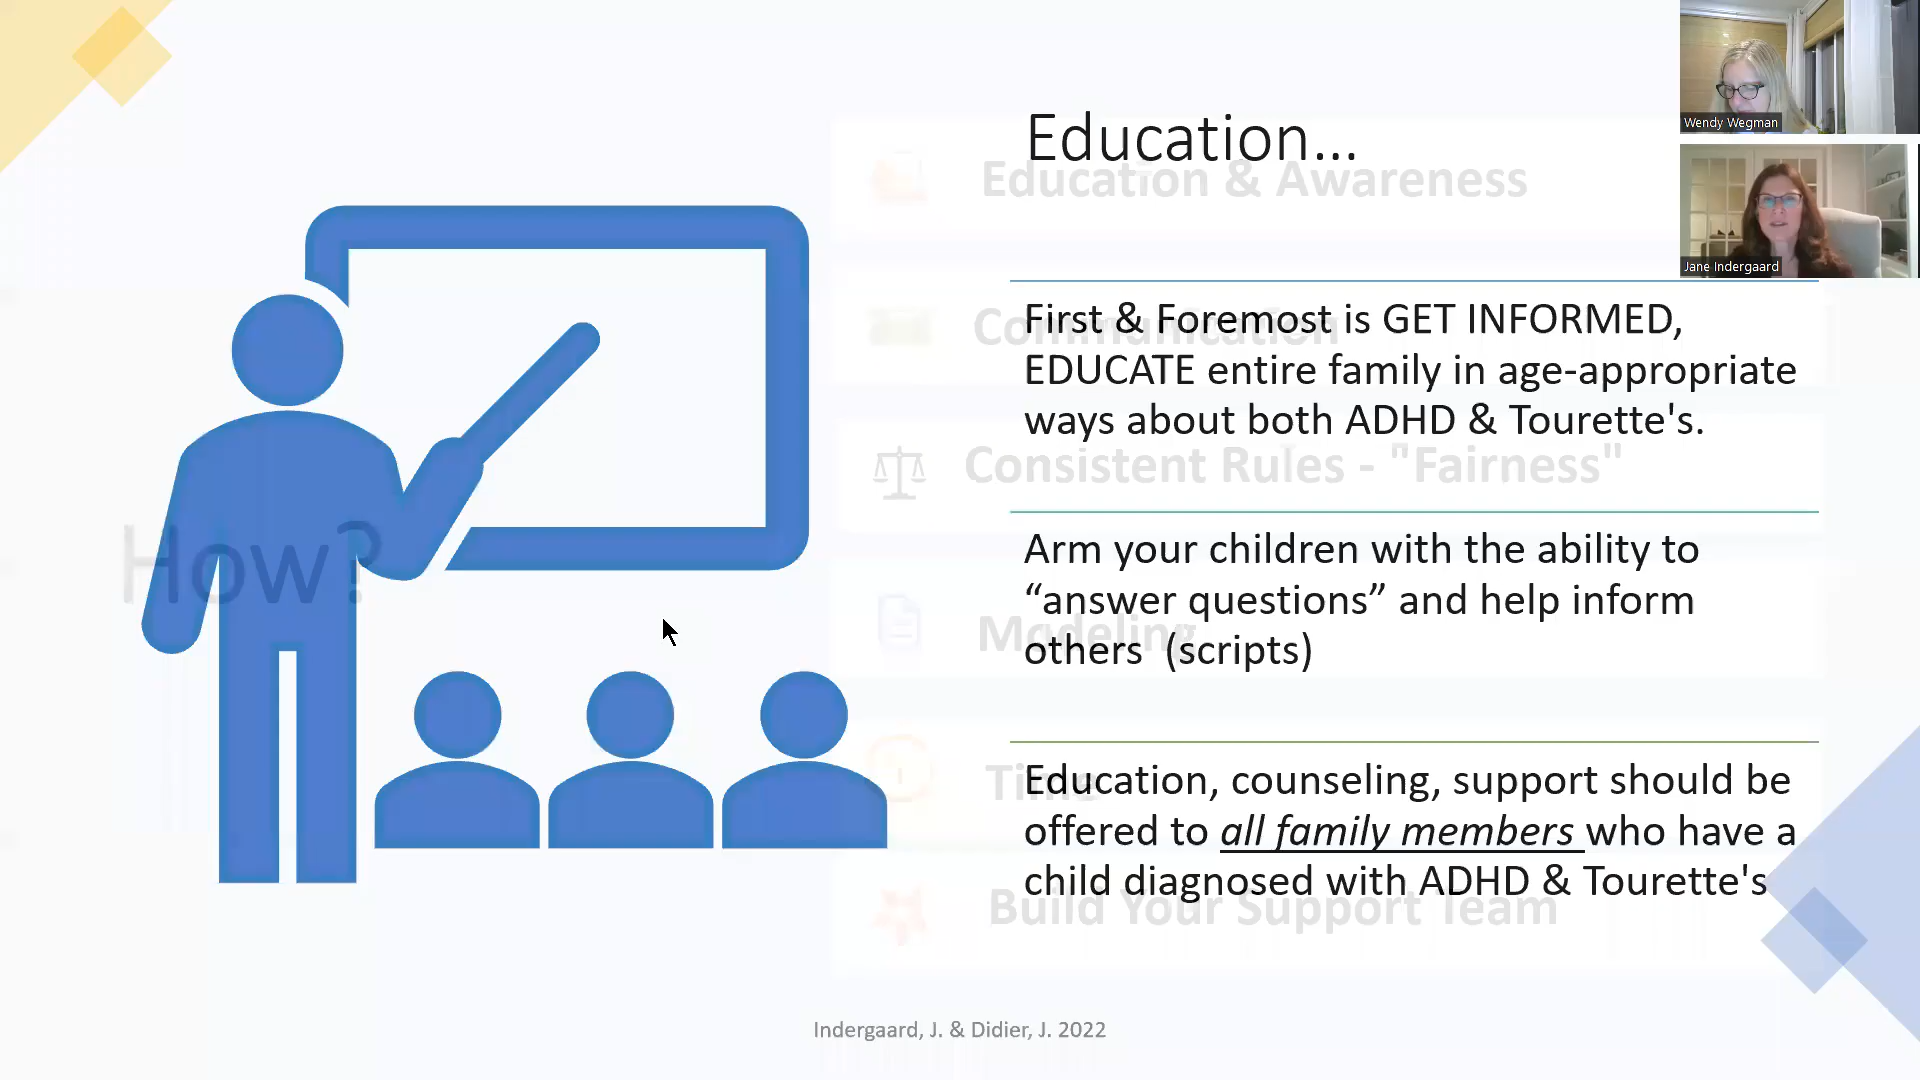 Education...
Wendy Wegman
Education & Awareness
Jane Indergaard
First & Foremost is GET INFORMED,
Communication
EDUCATE entire family in age-appropriate
ways about both ADHD & Tourette's.
Consistent Rules - "Fairness"
How?
Arm your children with the ability to
“answer questions” and help inform
Modeling
others (scripts)
Education, counseling, support should be
Time
offered to all family members who have a
child diagnosed with ADHD & Tourette's
Build Your Support Team
Indergaard, J. & Didier, J. 2022